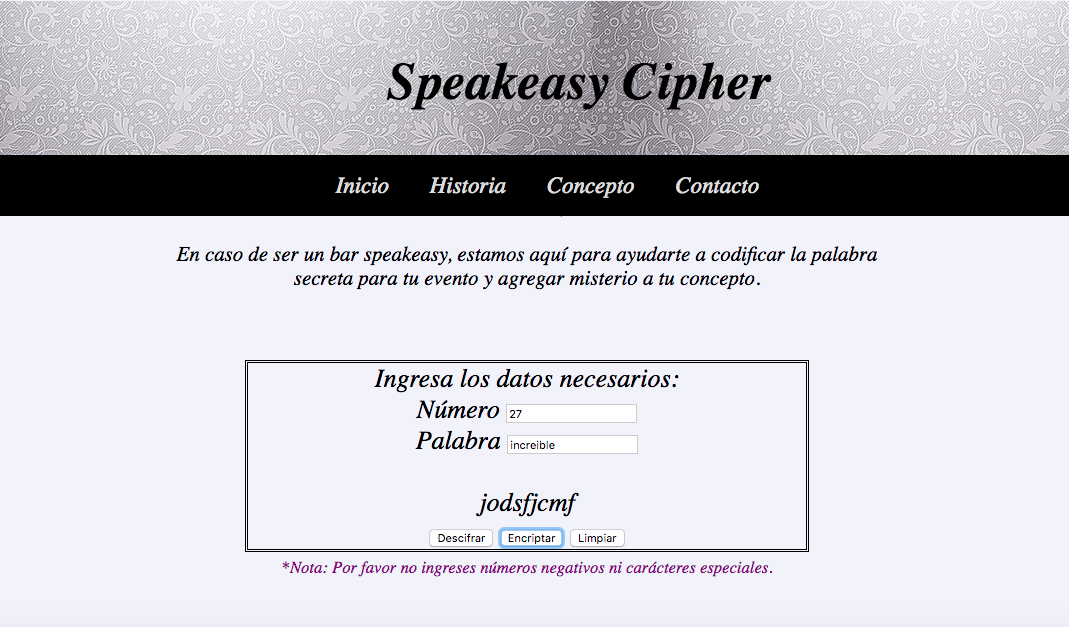 Speakeasy Cipher
Inicio Historia Concepto Contacto
En caso de ser un bar speakeasy, estamos aquí para ayudarte a codificar la palabra
secreta para tu evento y agregar misterio a tu concepto.
Ingresa los datos necesarios:
Número 27
Palabra increible
jodsfjcmf
Descifrar Encriptar Limpiar
*Nota: Por favor no ingreses números negativos ni carácteres especiales.